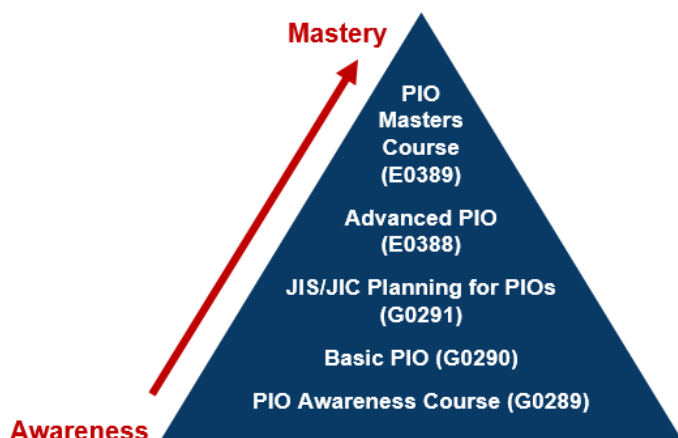 Mastery
PIO
Masters
Course
(E0389)
Advanced PIO
(E0388)
JIS/JIC Planning for PIOs
(G0291)
Basic PIO (G0290)
PIO Awareness Course (G0289)
Awareness